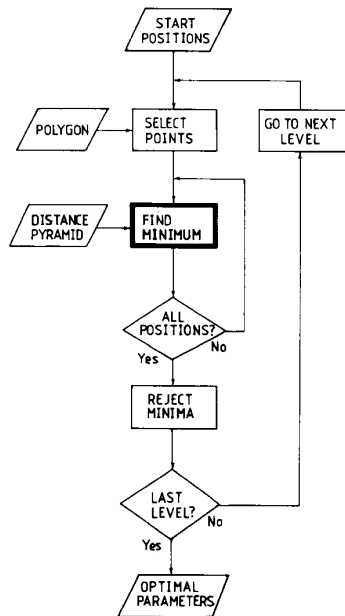 START
POSITIONS
POLYGON
SELECT
POINTS
GO TO NEXT
LEVEL
DISTANCE
PYRAMID
FIND
MINIMUM
ALL
POSITIONS?
Yes
No
REJECT
MINIMA
LAST
LEVEL?
No
Yes
OPTIMAL
PARAMETERS